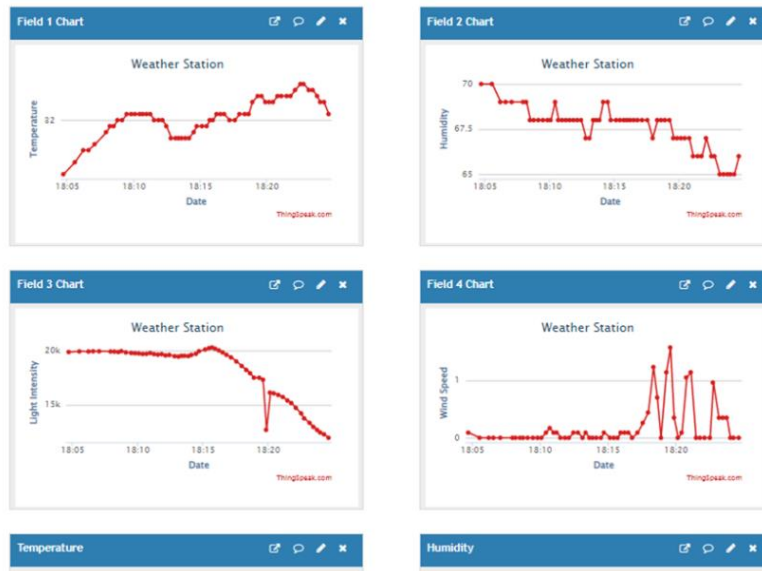 Field 1 Chart
Weather Station
Temperature
32
18:05 18:10 18:15 18:20
Date
ThingSpeak.com
Field 2 Chart
Weather Station
Humidity
70
67.5
65
18:05 18:10 18:15 18:20
Date
ThingSpeak.com
Field 3 Chart
Weather Station
Light Intensity
20k
15k
18:05 18:10 18:15 18:20
Date
ThingSpeak.com
Field 4 Chart
Weather Station
Wind Speed
1
0
18:05 18:10 18:15 18:20
Date
ThingSpeak.com
Temperature
Humidity